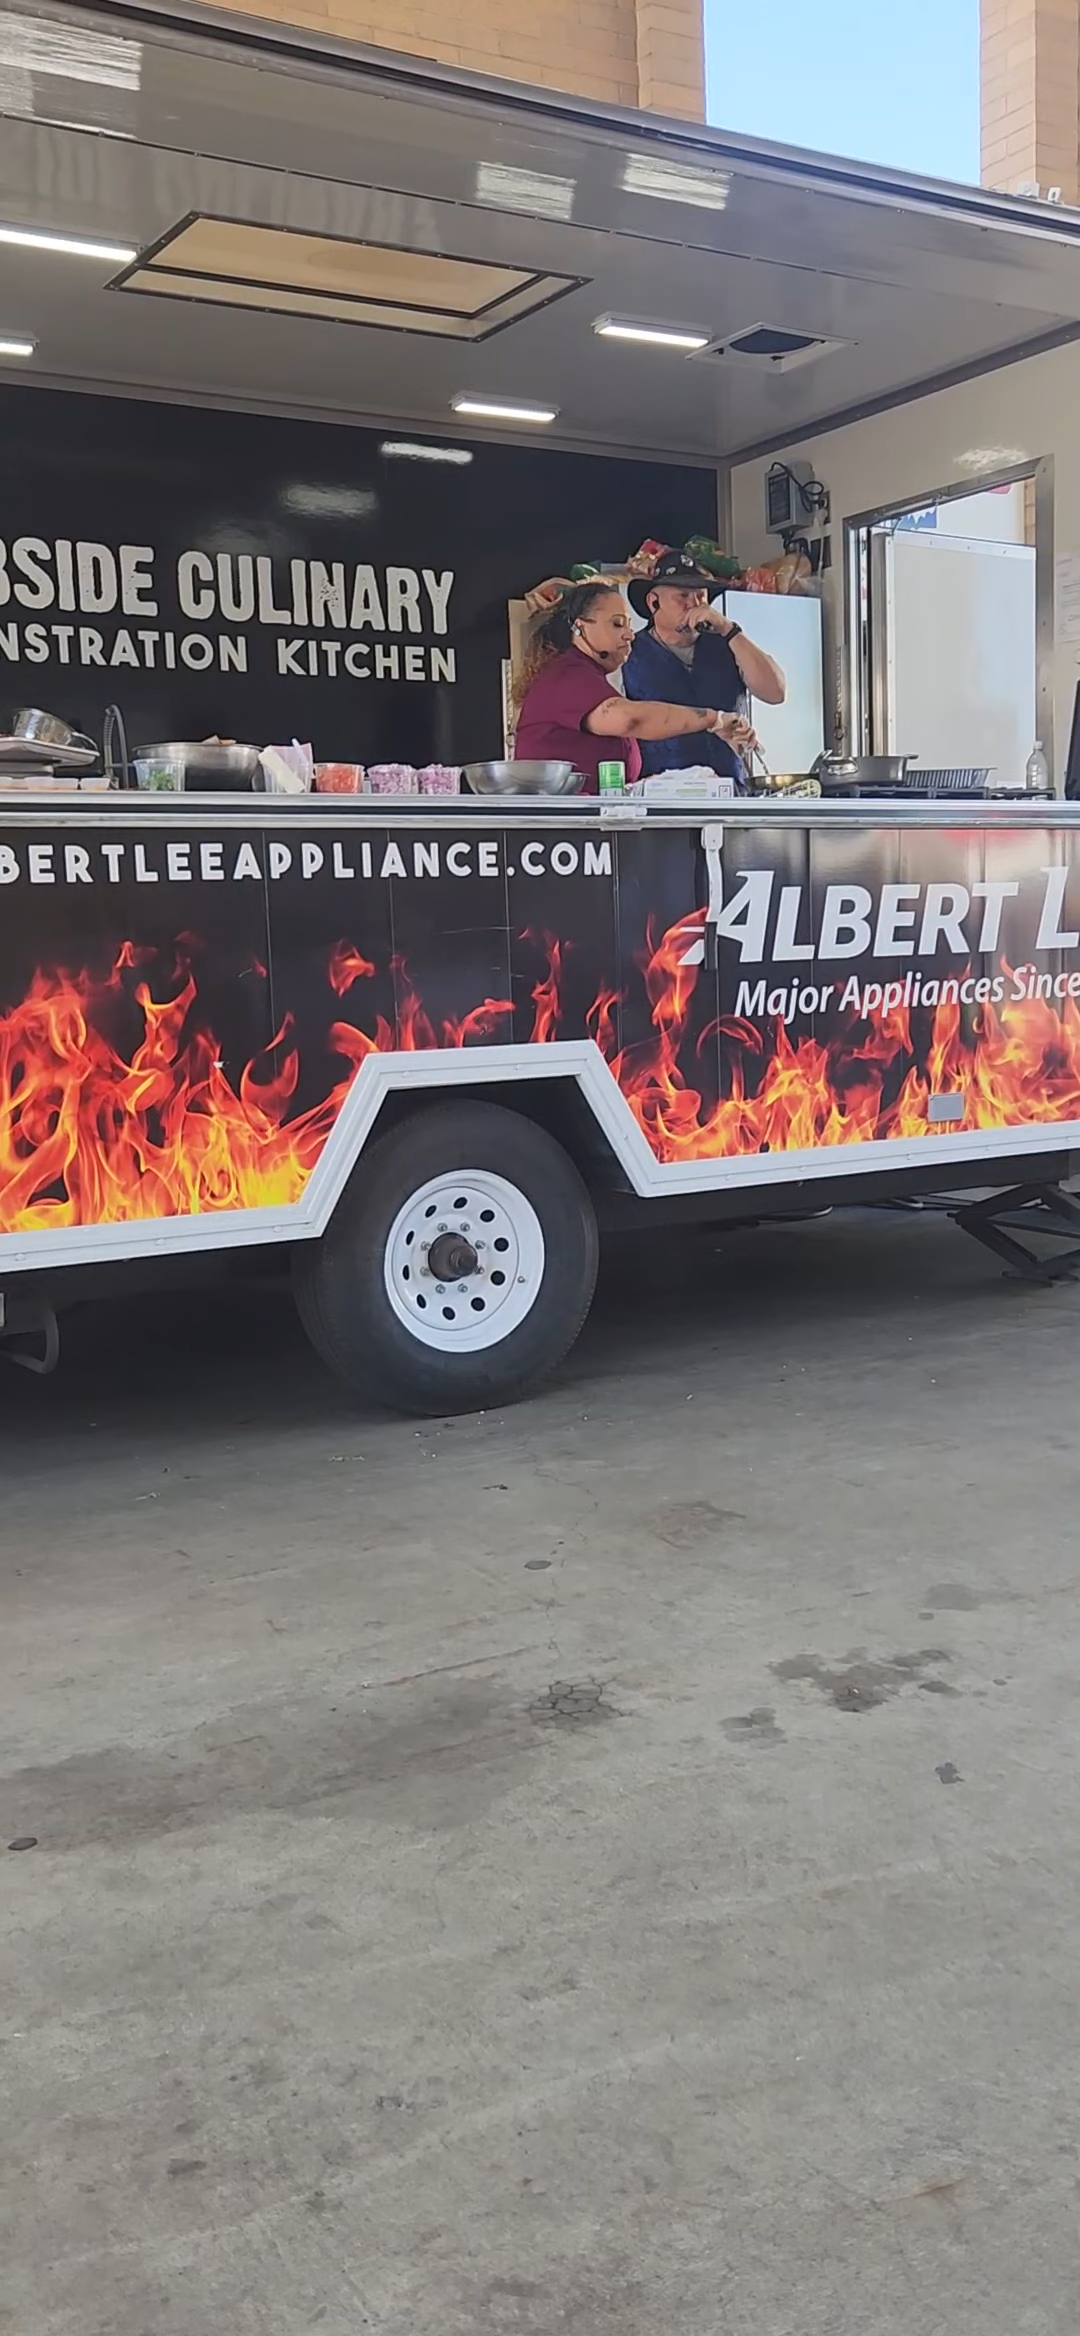 BSIDE CULINARY
NSTRATION KITCHEN
BERTLEEAPPLIANCE.COM
ALBERT L
Major Appliances Since